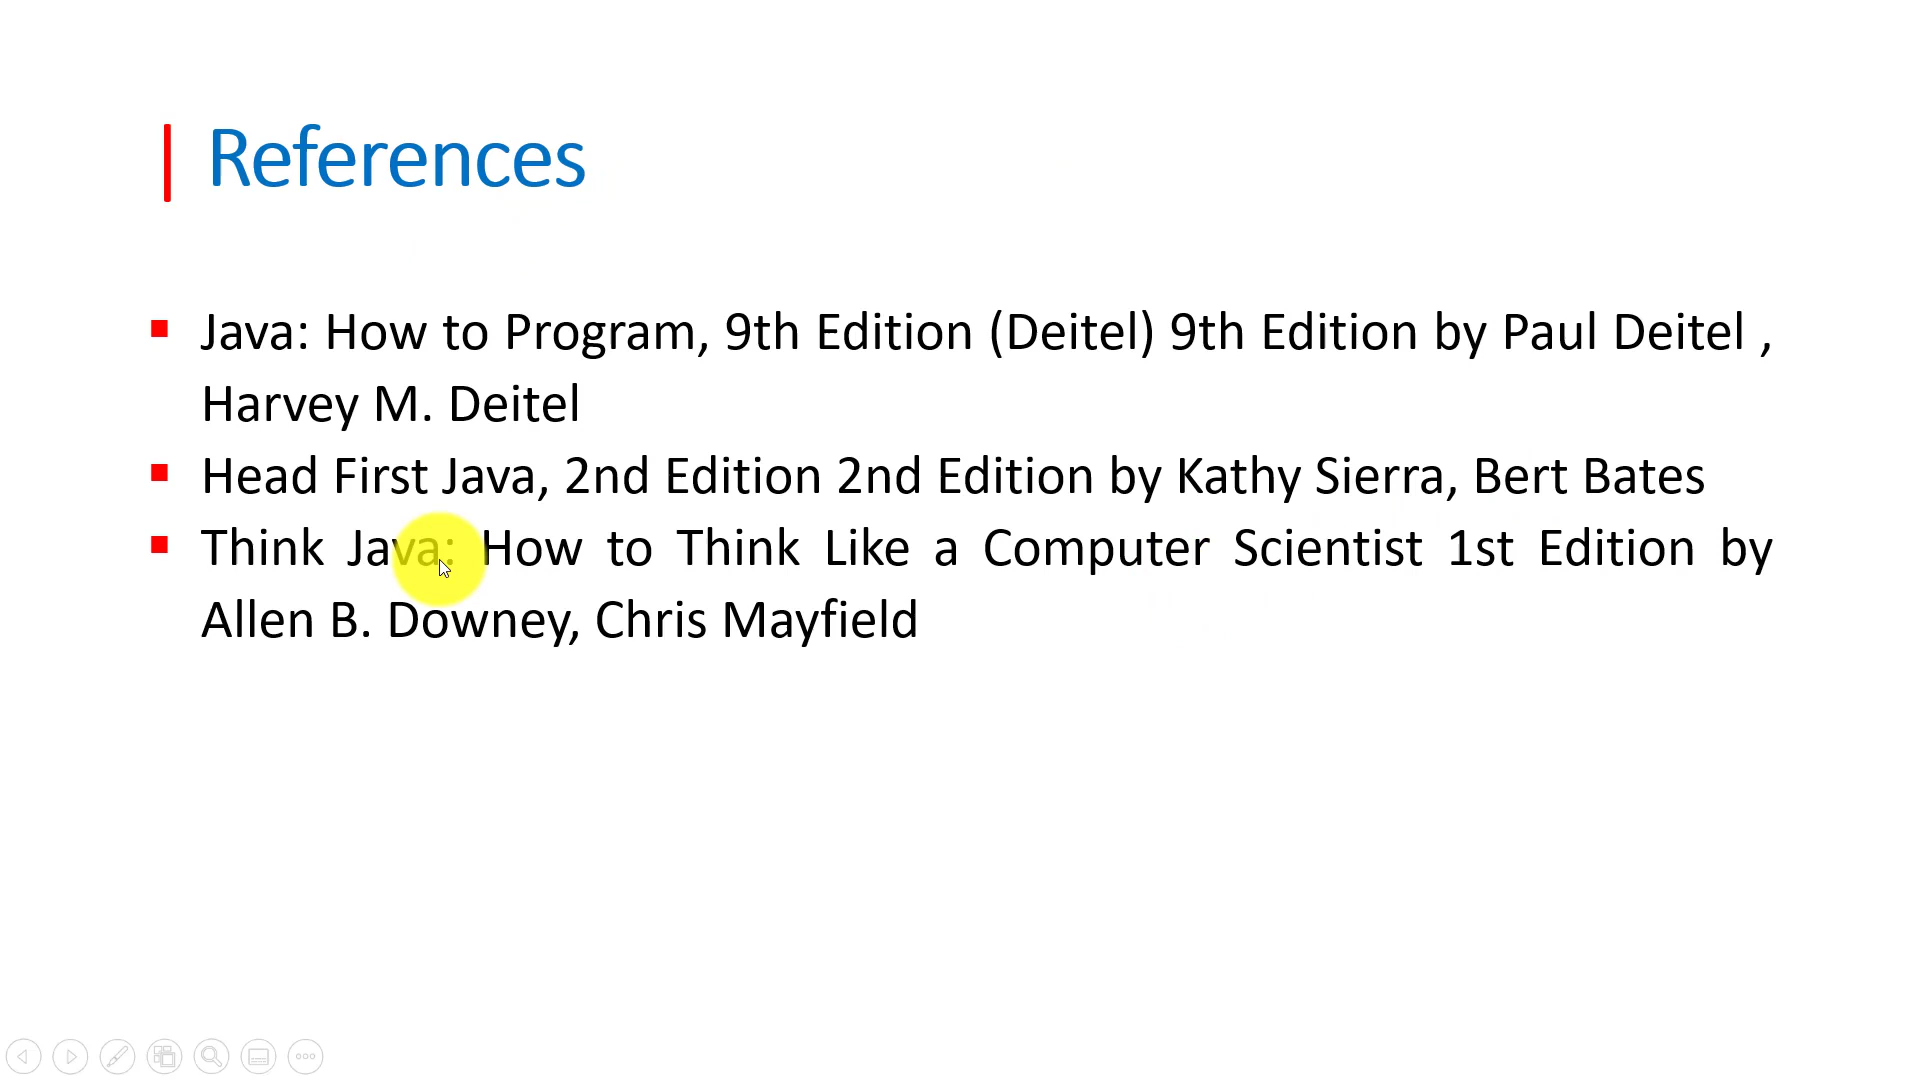 References
Java: How to Program, 9th Edition (Deitel) 9th Edition by Paul Deitel ,
Harvey M. Deitel
Head First Java, 2nd Edition 2nd Edition by Kathy Sierra, Bert Bates
Think Java: How to Think Like a Computer Scientist 1st Edition by
Allen B. Downey, Chris Mayfield